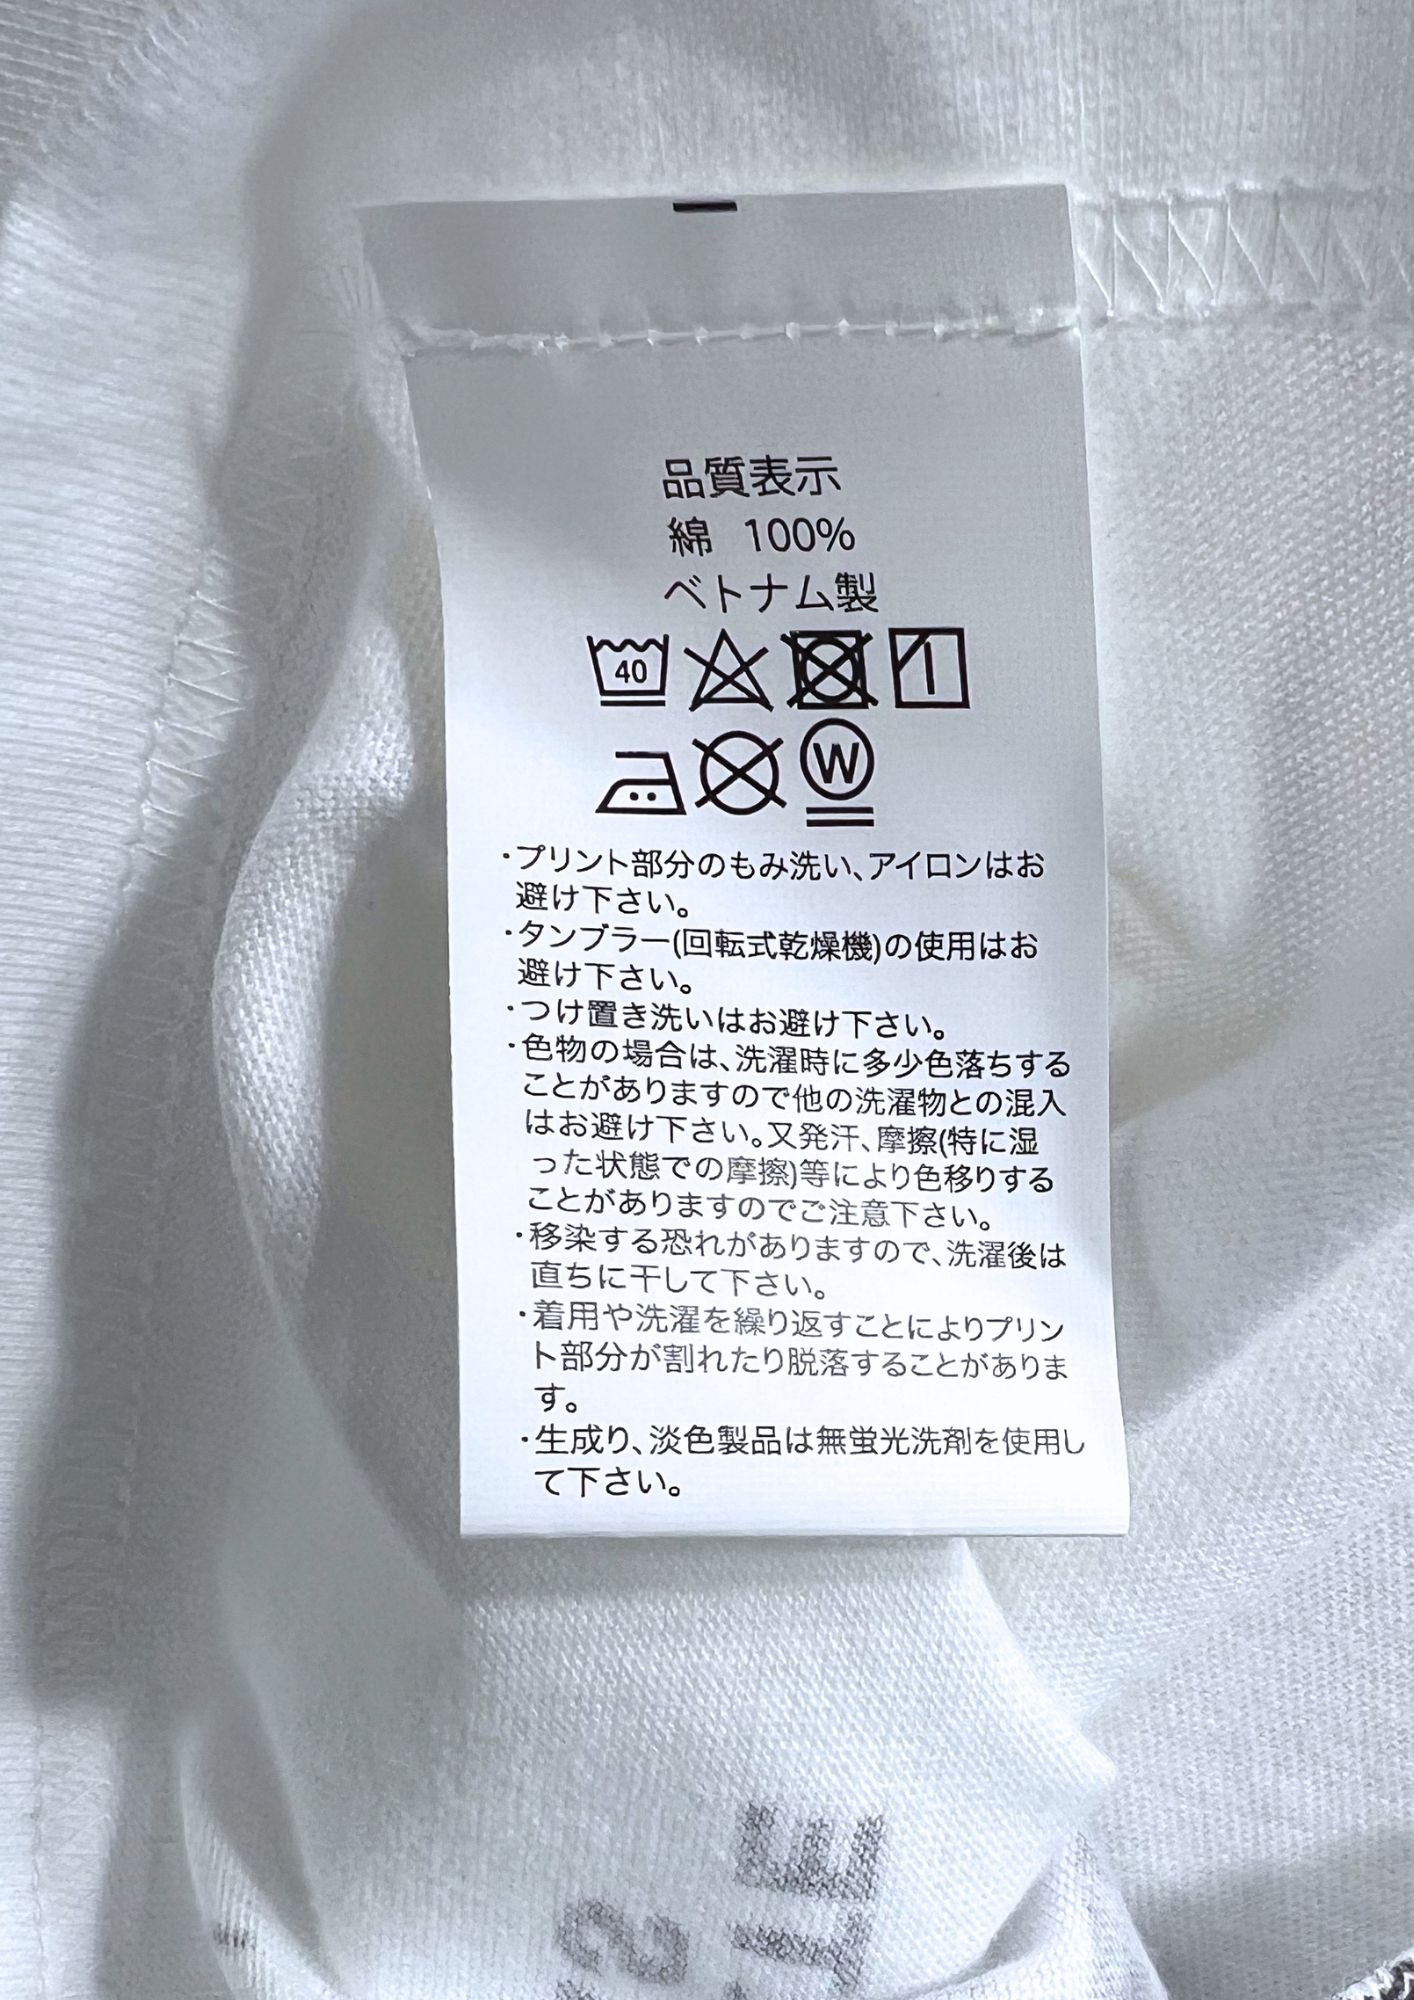 品質表示
綿 100%
ベトナム製
40
W
・プリント部分のもみ洗い、アイロンはお
避け下さい。
・タンブラー(回転式乾燥機)の使用はお
避け下さい。
・つけ置き洗いはお避け下さい。
・色物の場合は、洗濯時に多少色落ちする
ことがありますので他の洗濯物との混入
はお避け下さい。又発汗、摩擦(特に湿
った状態での摩擦)等により色移りする
ことがありますのでご注意下さい。
・移染する恐れがありますので、洗濯後は
直ちに干して下さい。
・着用や洗濯を繰り返すことによりプリン
ト部分が割れたり脱落することがありま
す。
・生成り、淡色製品は無蛍光洗剤を使用し
て下さい。